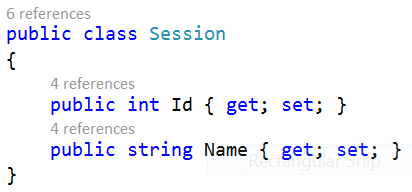 6 references
public class Session
{
4 references
public int Id { get; set; }
4 references
public string Name { get; set; }
Rectangular Snip
}